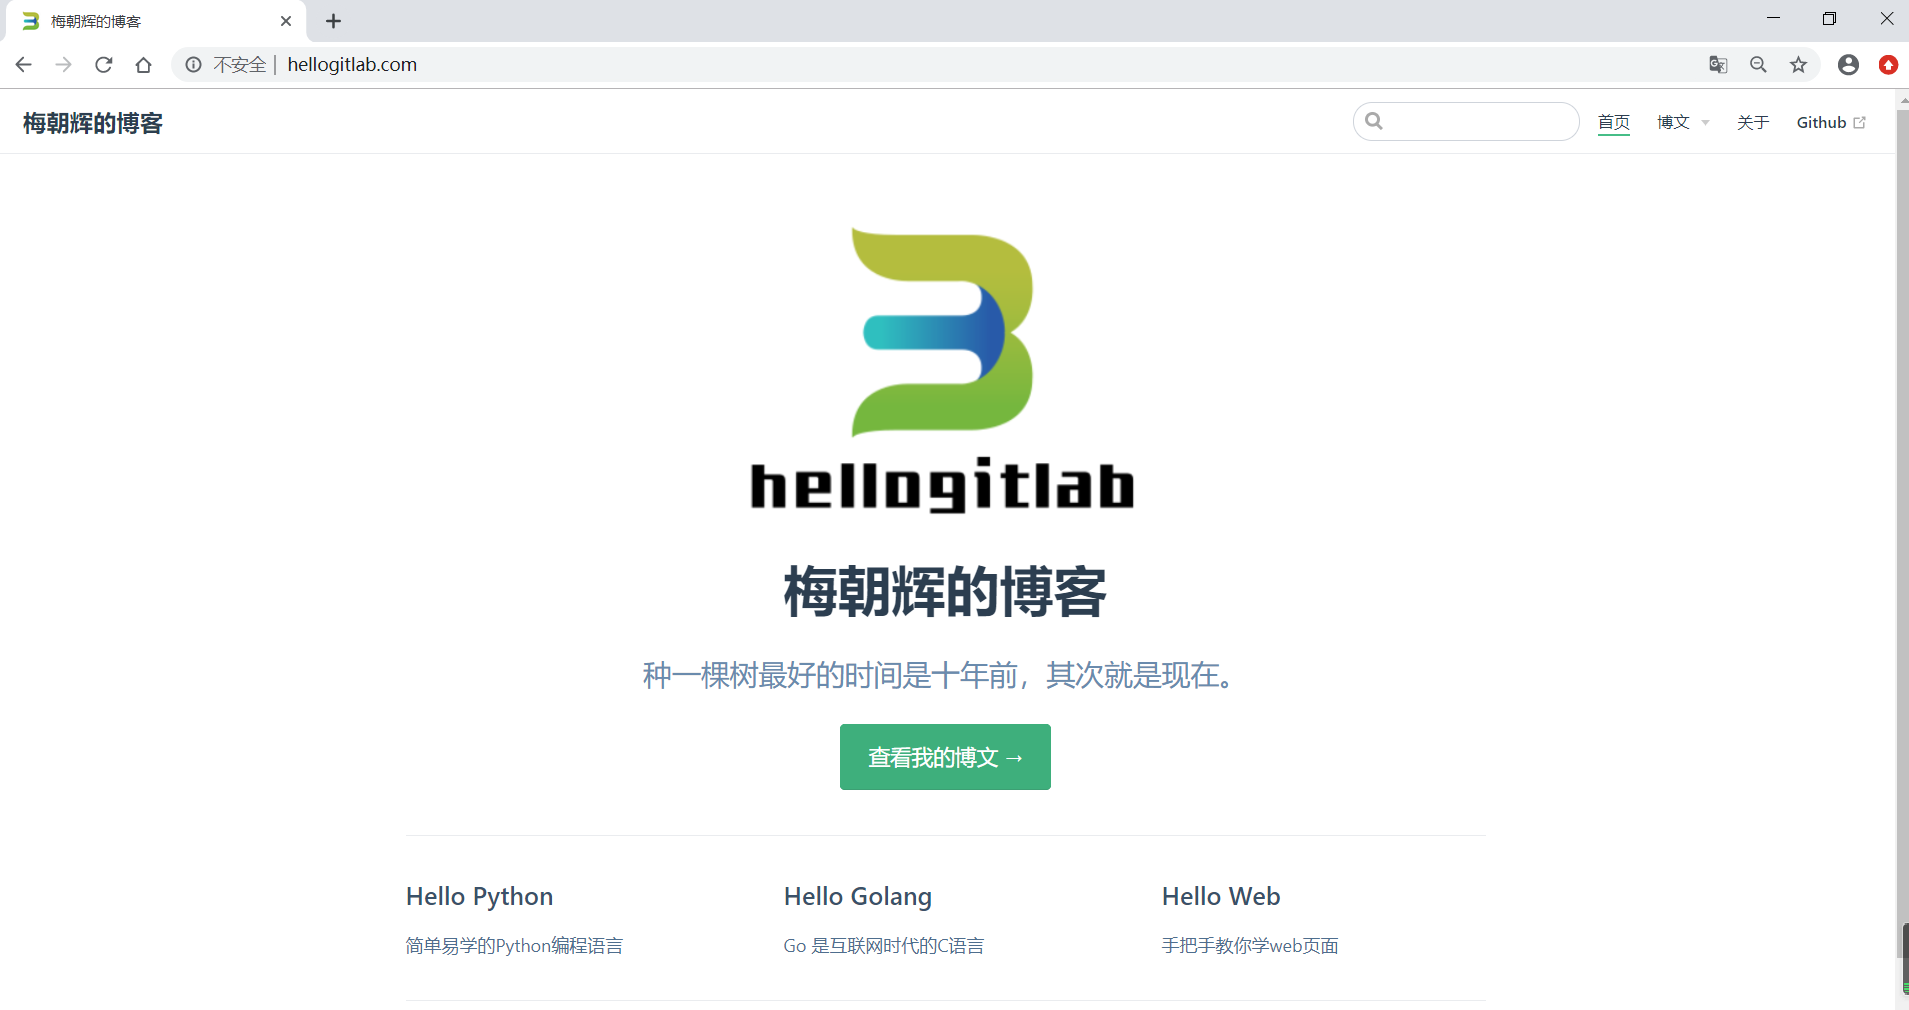 梅朝辉的博客
不安全 | hellogitlab.com
梅朝辉的博客
首页 博文 关于 Github
hellogitlab
梅朝辉的博客
种一棵树最好的时间是十年前，其次就是现在。
查看我的博文 →
Hello Python Hello Golang Hello Web
简单易学的Python编程语言 Go 是互联网时代的C语言 手把手教你学web页面